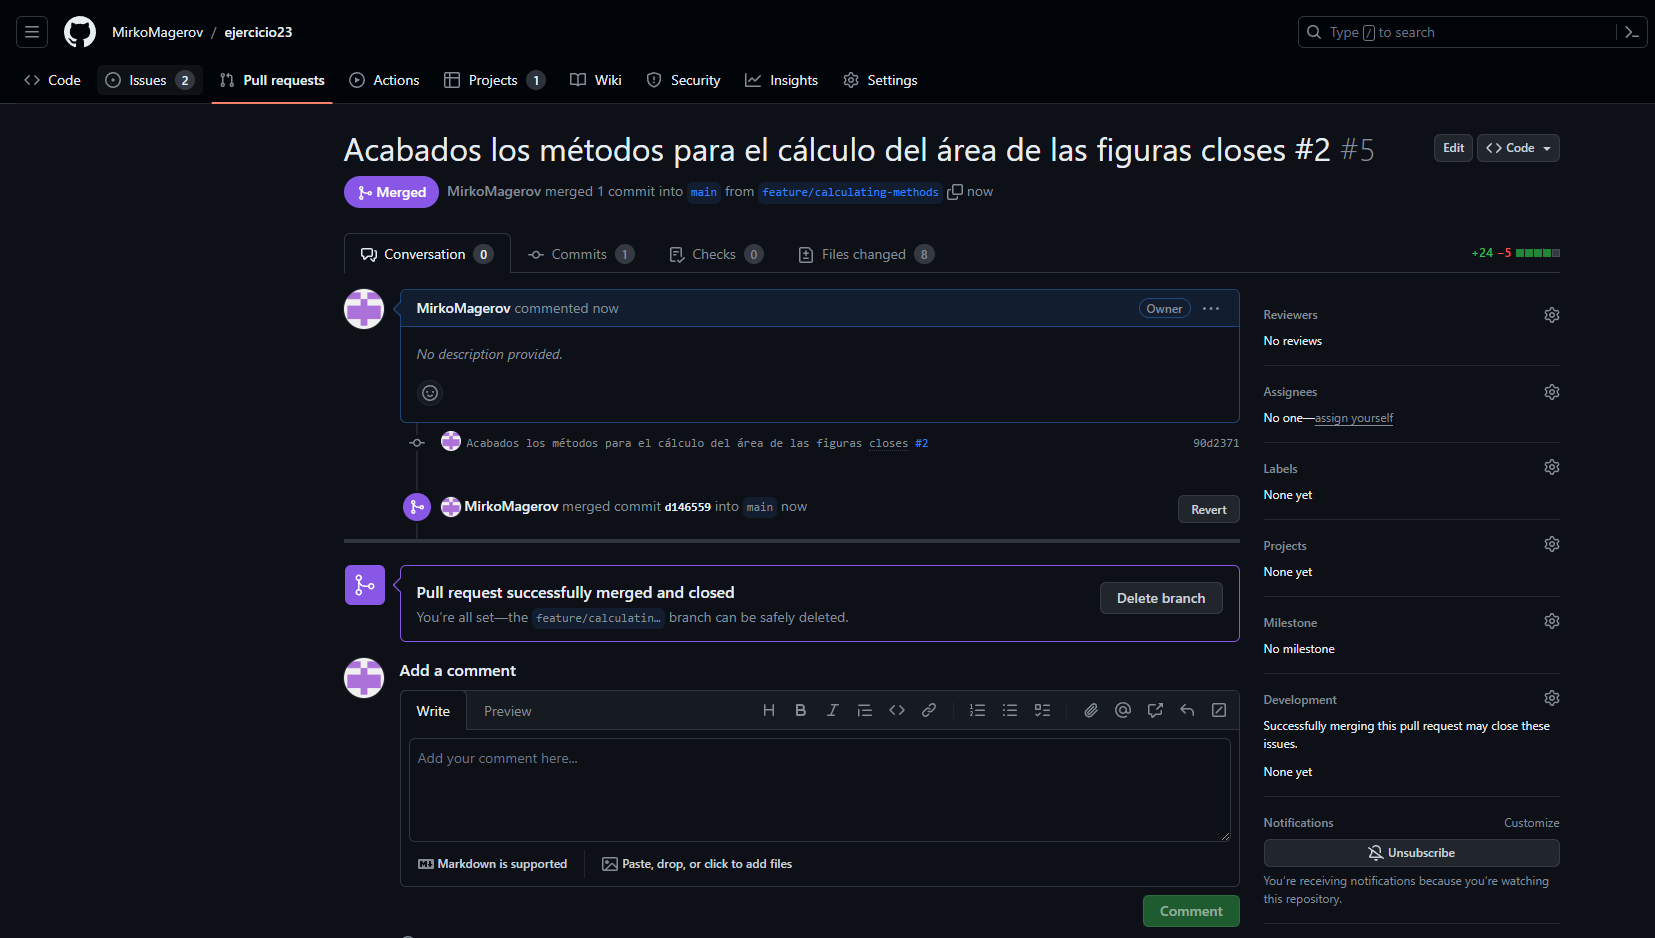 MirkoMagerov / ejercicio23
Type / to search
Code
Issues 2
Pull requests
Actions
Projects 1
Wiki
Security
Insights
Settings
Acabados los métodos para el cálculo del área de las figuras closes #2 #5
Edit
Code
Merged
MirkoMagerov merged 1 commit into main from feature/calculating-methods now
Conversation 0
Commits 1
Checks 0
Files changed 8
+24 −5
MirkoMagerov commented now
Owner
No description provided.
Acabados los métodos para el cálculo del área de las figuras closes #2
90d2371
MirkoMagerov merged commit d146559 into main now
Revert
Pull request successfully merged and closed
You're all set—the feature/calculatin… branch can be safely deleted.
Delete branch
Add a comment
Write
Preview
Add your comment here...
Markdown is supported
Paste, drop, or click to add files
Comment
Reviewers
No reviews
Assignees
No one—assign yourself
Labels
None yet
Projects
None yet
Milestone
No milestone
Development
Successfully merging this pull request may close these
issues.
None yet
Notifications
Customize
Unsubscribe
You're receiving notifications because you're watching
this repository.